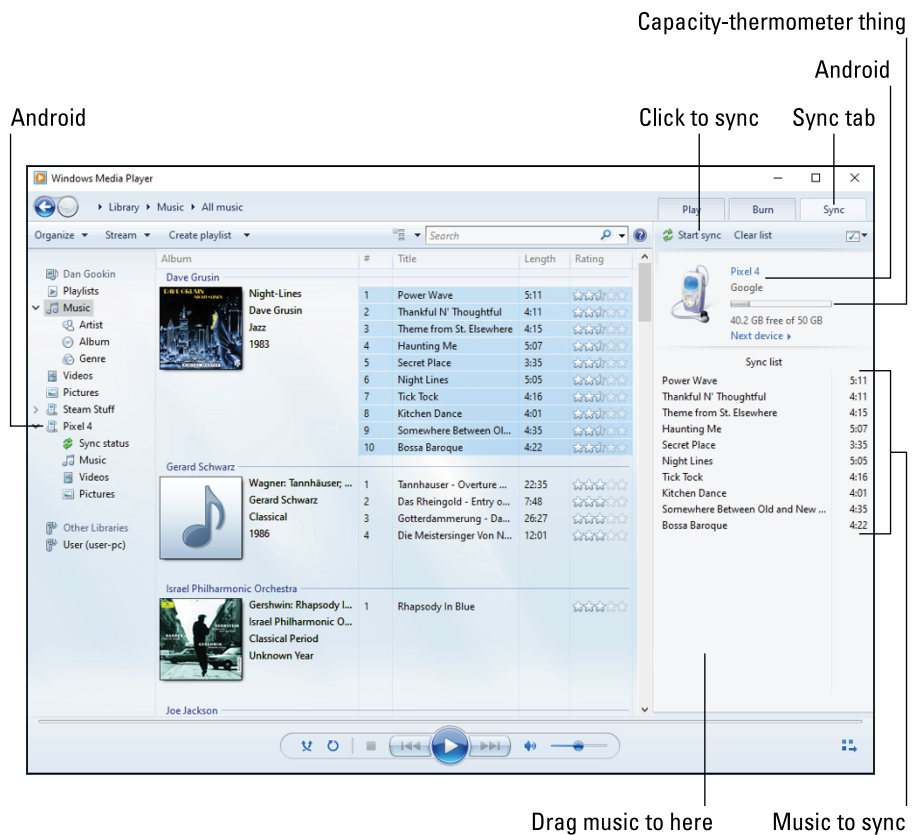 Capacity-thermometer thing
Android
Android
Click to sync
Sync tab
Windows Media Player
Library
Music
All music
Play
Burn
Sync
Organize
Stream
Create playlist
Search
Start sync
Clear list
Dan Gookin
Playlists
Music
Artist
Album
Genre
Videos
Pictures
Steam Stuff
Pixel 4
Sync status
Music
Videos
Pictures
Other Libraries
User (user-pc)
Album # Title Length Rating
Dave Grusin
Night-Lines
Dave Grusin
Jazz
1983
1 Power Wave 5:11
2 Thankful N' Thoughtful 4:11
3 Theme from St. Elsewhere 4:15
4 Haunting Me 5:07
5 Secret Place 3:35
6 Night Lines 5:05
7 Tick Tock 4:16
8 Kitchen Dance 4:01
9 Somewhere Between Ol... 4:35
10 Bossa Baroque 4:22
Gerard Schwarz
Wagner: Tannhäuser; ...
Gerard Schwarz
Classical
1986
1 Tannhauser - Overture ... 22:35
2 Das Rheingold - Entry o... 7:48
3 Gotterdammerung - Da... 26:27
4 Die Meistersinger Von N... 12:01
Israel Philharmonic Orchestra
Gershwin: Rhapsody I...
Israel Philharmonic O...
Classical Period
Unknown Year
1 Rhapsody In Blue
Joe Jackson
Pixel 4
Google
40.2 GB free of 50 GB
Next device
Sync list
Power Wave 5:11
Thankful N' Thoughtful 4:11
Theme from St. Elsewhere 4:15
Haunting Me 5:07
Secret Place 3:35
Night Lines 5:05
Tick Tock 4:16
Kitchen Dance 4:01
Somewhere Between Old and New ... 4:35
Bossa Baroque 4:22
Drag music to here
Music to sync